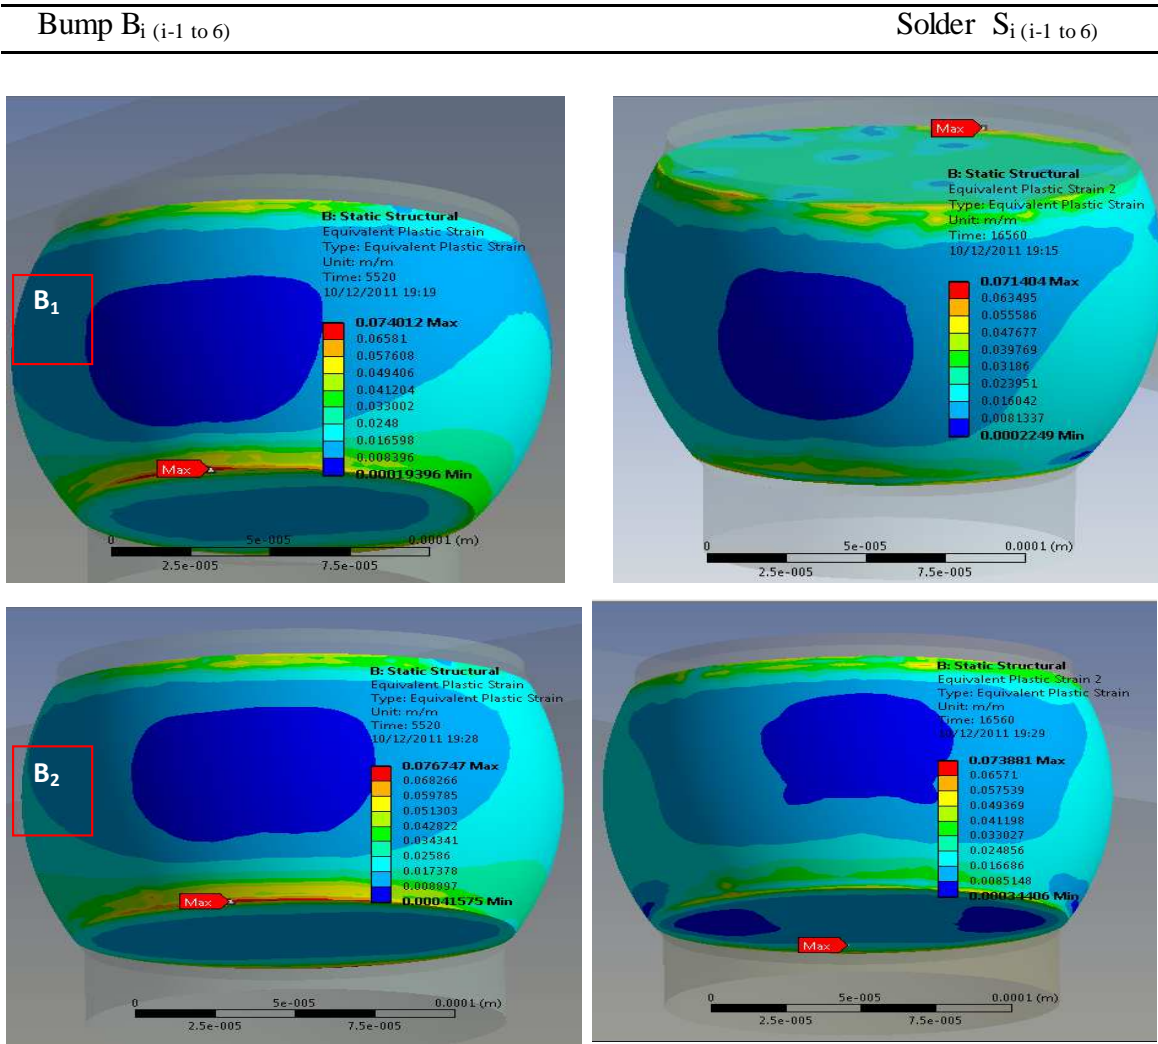 Bump Bi (i-1 to 6)
Solder Si (i-1 to 6)
B1
B: Static Structural
Equivalent Plastic Strain
Type: Equivalent Plastic Strain
Unit: m/m
Time: 5520
10/12/2011 19:19
0.074012 Max
0.06581
0.057608
0.049406
0.041204
0.033002
0.0248
0.016598
0.008396
0.00019396 Min
Max
0
5e-005
0.0001 (m)
2.5e-005
7.5e-005
Max
B: Static Structural
Equivalent Plastic Strain 2
Type: Equivalent Plastic Strain
Unit: m/m
Time: 16560
10/12/2011 19:15
0.071404 Max
0.063495
0.055586
0.047677
0.039769
0.03186
0.023951
0.016042
0.0081337
0.0002249 Min
0
5e-005
0.0001 (m)
2.5e-005
7.5e-005
B2
B: Static Structural
Equivalent Plastic Strain
Type: Equivalent Plastic Strain
Unit: m/m
Time: 5520
10/12/2011 19:28
0.076747 Max
0.068266
0.059785
0.051303
0.042822
0.034341
0.02586
0.017378
0.008897
0.00041575 Min
Max
0
5e-005
0.0001 (m)
2.5e-005
7.5e-005
B: Static Structural
Equivalent Plastic Strain 2
Type: Equivalent Plastic Strain
Unit: m/m
Time: 16560
10/12/2011 19:29
0.073881 Max
0.06571
0.057539
0.049369
0.041198
0.033027
0.024856
0.016686
0.0085148
0.00034406 Min
Max
0
5e-005
0.0001 (m)
2.5e-005
7.5e-005